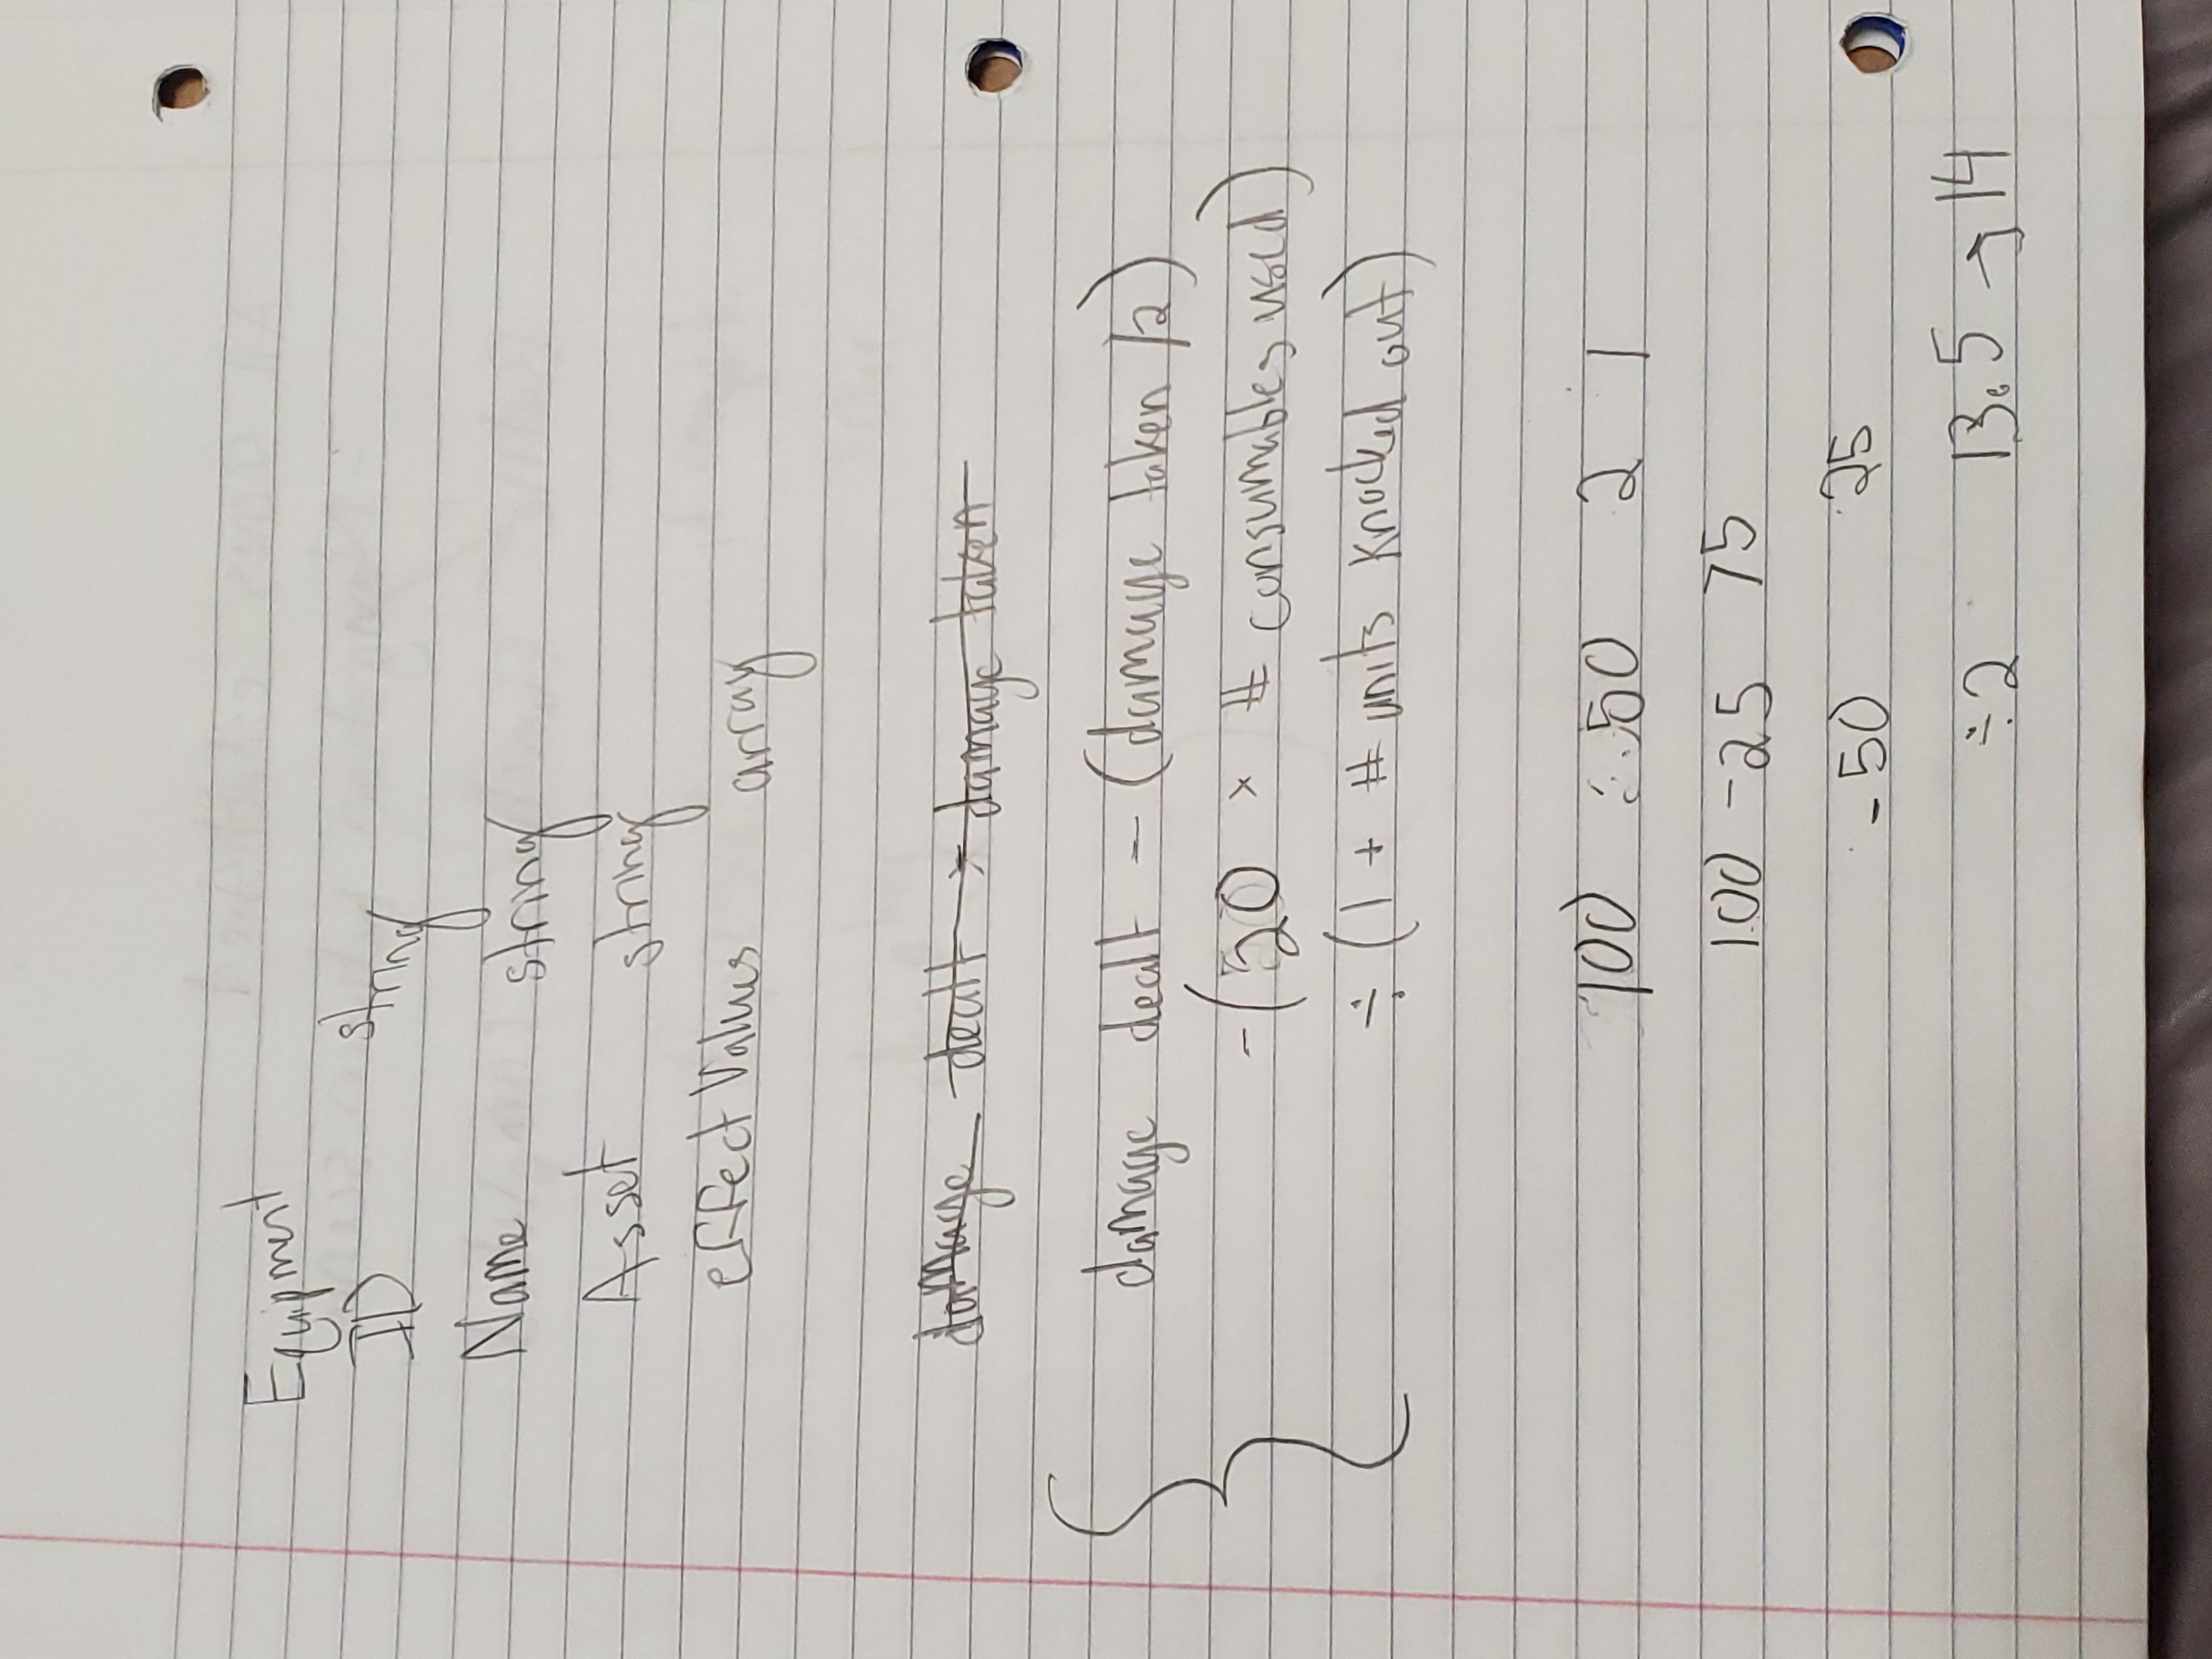 Equipment
ID string
Name string
Asset string
effect Values array
damage dealt - damage taken
damage dealt - (damage taken /2)
- (20 × # consumables used)
÷ (1 + # units knocked out)
100 50 2 1
100 - 25 75
- 50 25
÷ 2 13.5 → 14